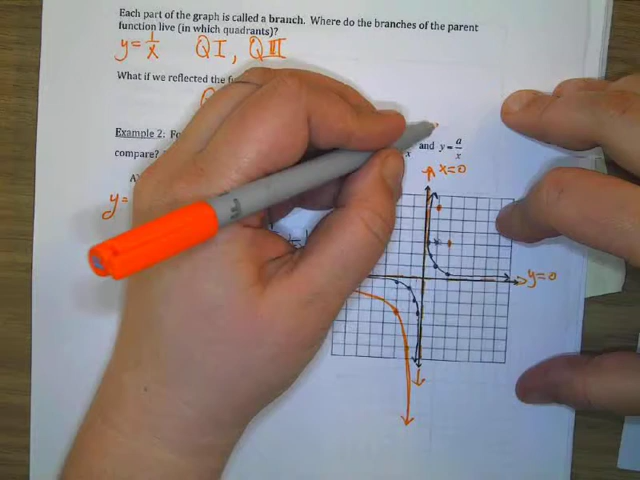 Each part of the graph is called a branch. Where do the branches of the parent
function live (in which quadrants)?
y = 1/x QI, QIII
What if we reflected the
Example 2:
and y = a/x
compare?
x=0
y=
y=0